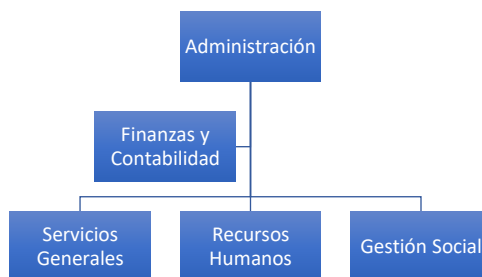 Administración
Finanzas y
Contabilidad
Servicios
Generales
Recursos
Humanos
Gestión Social